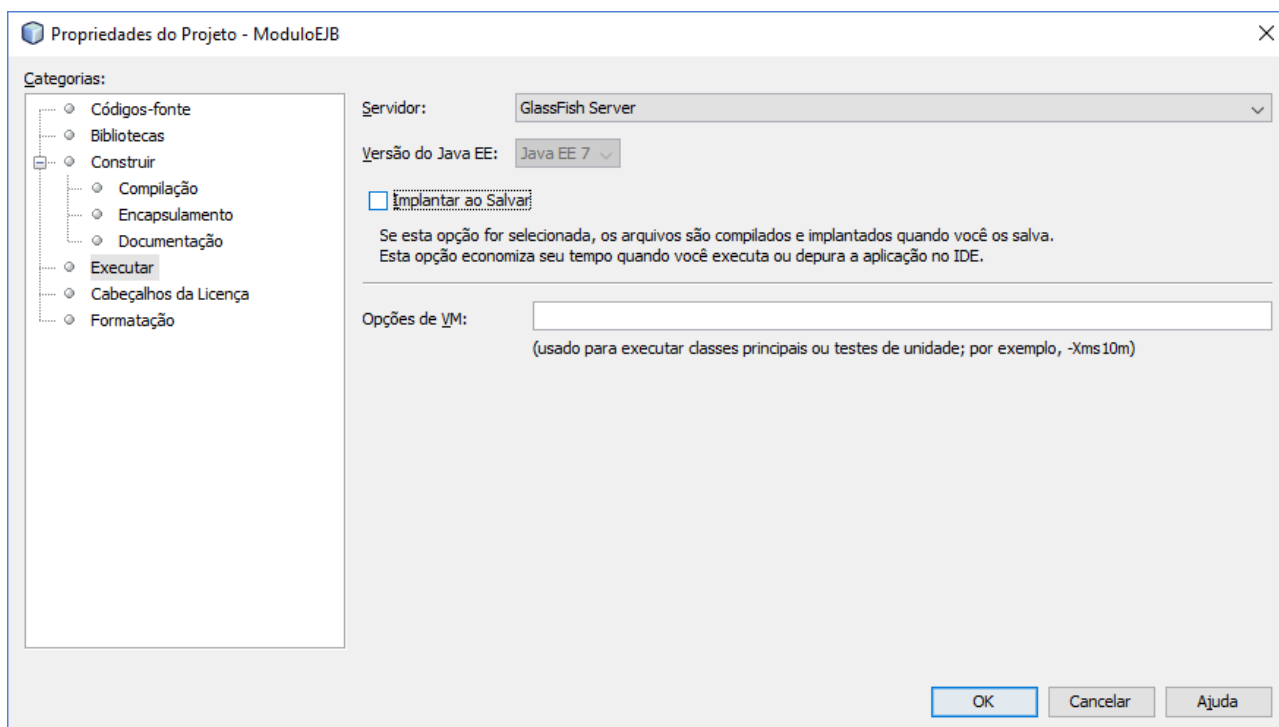 Propriedades do Projeto - ModuloEJB
Categorias:
Códigos-fonte
Bibliotecas
Construir
Compilação
Encapsulamento
Documentação
Executar
Cabeçalhos da Licença
Formatação
Servidor: GlassFish Server
Versão do Java EE: Java EE 7
Implantar ao Salvar
Se esta opção for selecionada, os arquivos são compilados e implantados quando você os salva.
Esta opção economiza seu tempo quando você executa ou depura a aplicação no IDE.
Opções de VM:
(usado para executar classes principais ou testes de unidade; por exemplo, -Xms10m)
OK Cancelar Ajuda